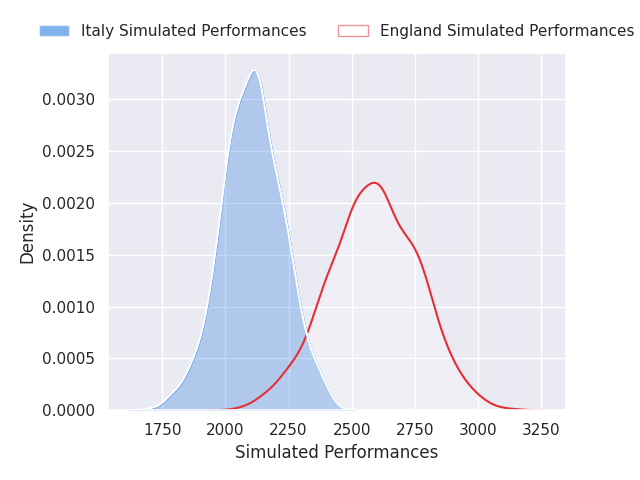 Italy Simulated Performances England Simulated Performances
0.0030
0.0025
0.0020
0.0015
0.0010
0.0005
0.0000
Density
1750 2000 2250 2500 2750 3000 3250
Simulated Performances